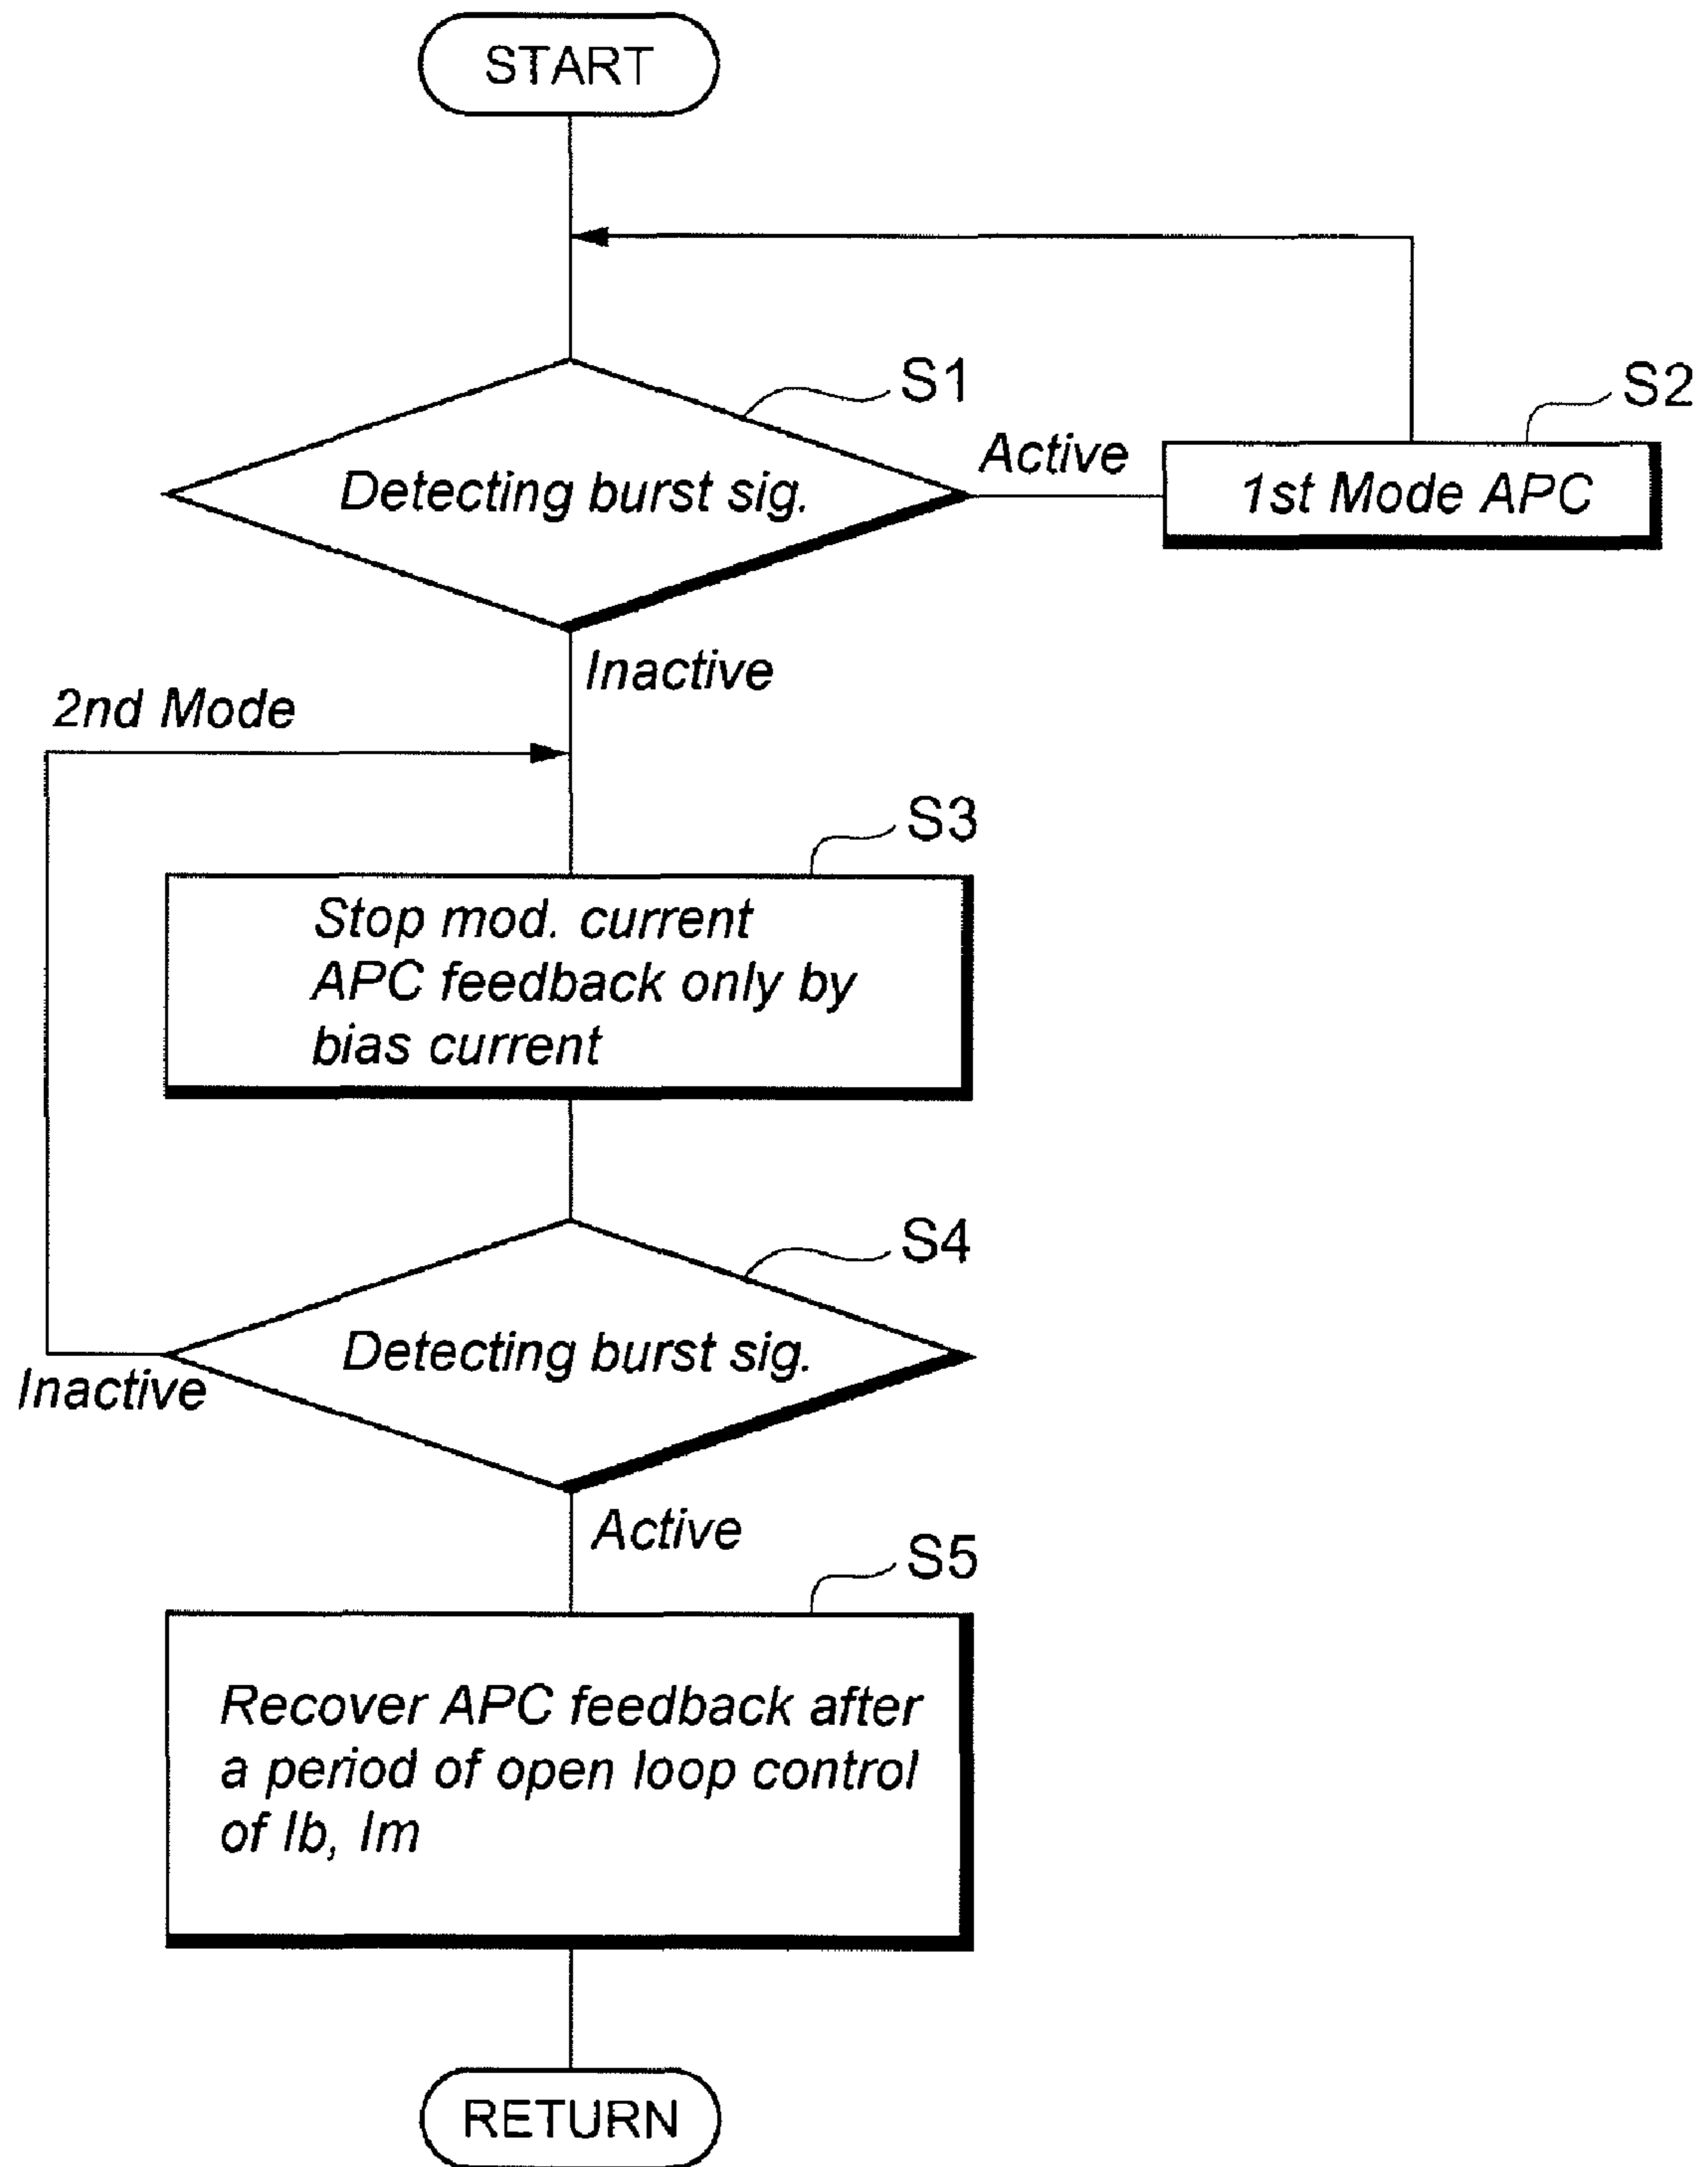 START
S1
S2
Detecting burst sig.
Active
1st Mode APC
Inactive
2nd Mode
S3
Stop mod. current
APC feedback only by
bias current
S4
Detecting burst sig.
Inactive
Active
S5
Recover APC feedback after
a period of open loop control
of Ib, Im
RETURN